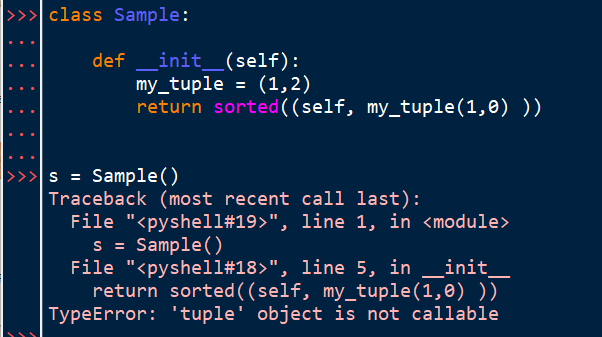 >>> class Sample:
...
...     def __init__(self):
...         my_tuple = (1,2)
...         return sorted((self, my_tuple(1,0) ))
...
...
>>> s = Sample()
Traceback (most recent call last):
  File "<pyshell#19>", line 1, in <module>
    s = Sample()
  File "<pyshell#18>", line 5, in __init__
    return sorted((self, my_tuple(1,0) ))
TypeError: 'tuple' object is not callable
>>>